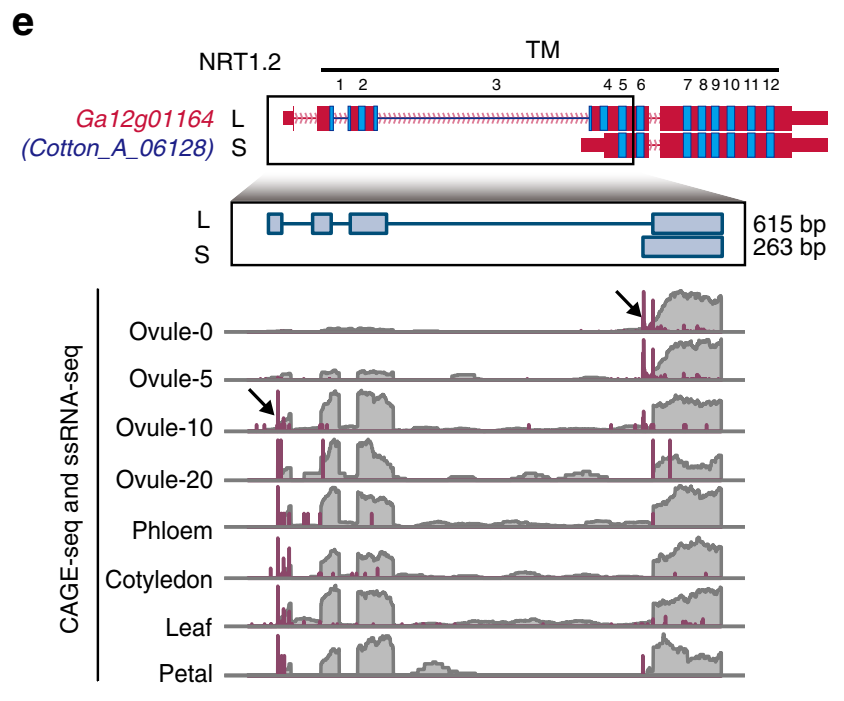 e
NRT1.2
TM
1 2 3 4 5 6 7 8 9 10 11 12
Ga12g01164 L
(Cotton_A_06128) S
L 615 bp
S 263 bp
CAGE-seq and ssRNA-seq
Ovule-0
Ovule-5
Ovule-10
Ovule-20
Phloem
Cotyledon
Leaf
Petal